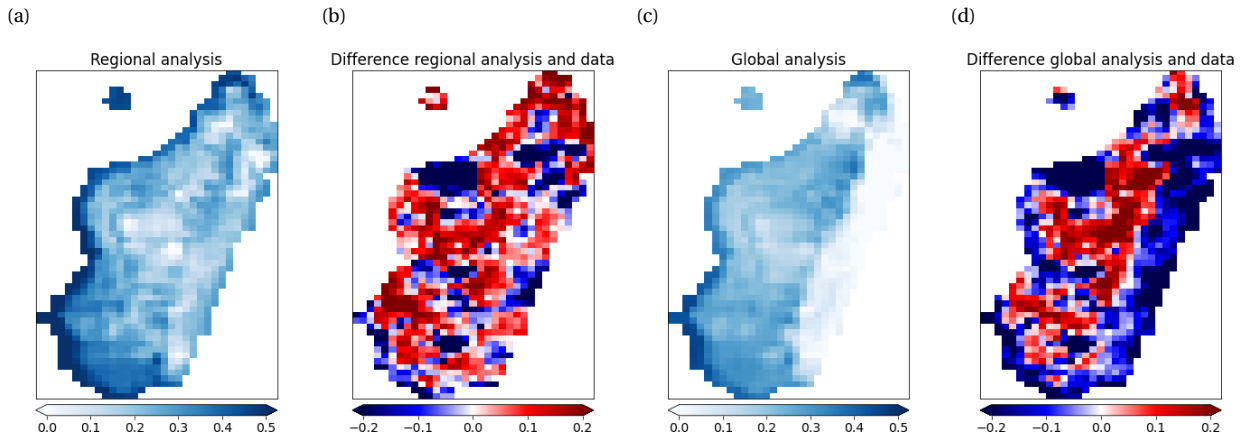 (a) (b) (c) (d)
Regional analysis Difference regional analysis and data Global analysis Difference global analysis and data
0.0 0.1 0.2 0.3 0.4 0.5 −0.2 −0.1 0.0 0.1 0.2 0.0 0.1 0.2 0.3 0.4 0.5 −0.2 −0.1 0.0 0.1 0.2